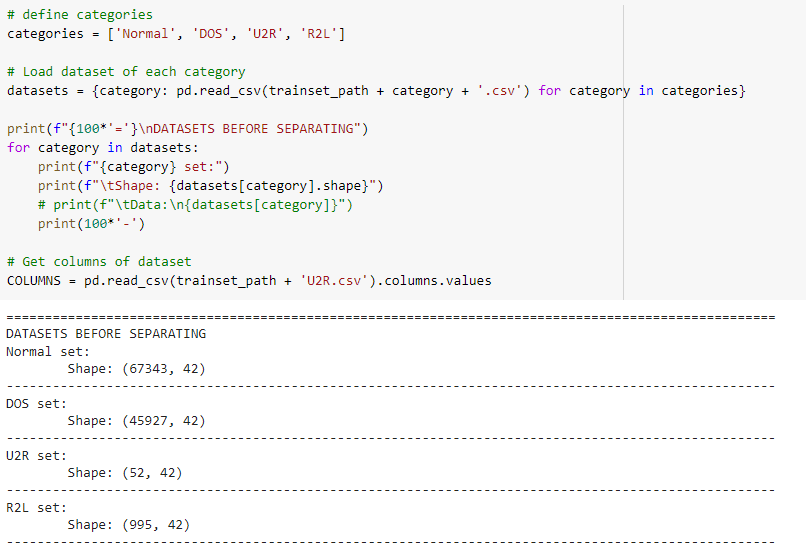 # define categories
categories = ['Normal', 'DOS', 'U2R', 'R2L']
# Load dataset of each category
datasets = {category: pd.read_csv(trainset_path + category + '.csv') for category in categories}
print(f"{100*'='}\nDATASETS BEFORE SEPARATING")
for category in datasets:
    print(f"{category} set:")
    print(f"\tShape: {datasets[category].shape}")
    # print(f"\tData:\n{datasets[category]}")
    print(100*'-')
# Get columns of dataset
COLUMNS = pd.read_csv(trainset_path + 'U2R.csv').columns.values
====================================================================================================
DATASETS BEFORE SEPARATING
Normal set:
        Shape: (67343, 42)
----------------------------------------------------------------------------------------------------
DOS set:
        Shape: (45927, 42)
----------------------------------------------------------------------------------------------------
U2R set:
        Shape: (52, 42)
----------------------------------------------------------------------------------------------------
R2L set:
        Shape: (995, 42)
----------------------------------------------------------------------------------------------------